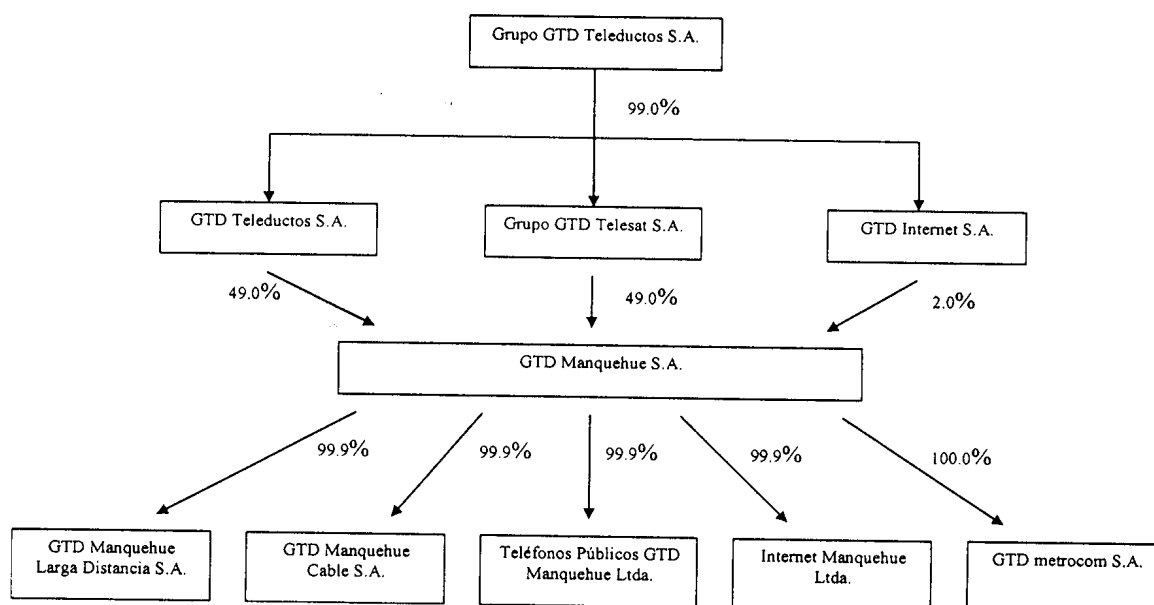 Grupo GTD Teleductos S.A.
99.0%
GTD Teleductos S.A.
Grupo GTD Telesat S.A.
GTD Internet S.A.
49.0%
49.0%
2.0%
GTD Manquehue S.A.
99.9%
99.9%
99.9%
99.9%
100.0%
GTD Manquehue
Larga Distancia S.A.
GTD Manquehue
Cable S.A.
Teléfonos Públicos GTD
Manquehue Ltda.
Internet Manquehue
Ltda.
GTD metrocom S.A.